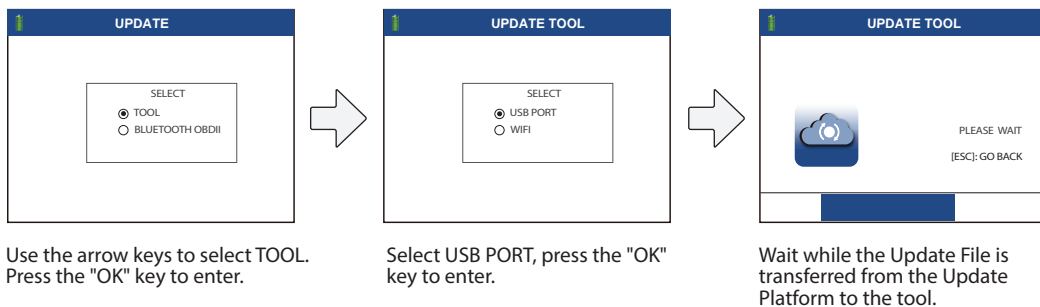 UPDATE
SELECT
TOOL
BLUETOOTH OBDII
Use the arrow keys to select TOOL.
Press the "OK" key to enter.
UPDATE TOOL
SELECT
USB PORT
WIFI
Select USB PORT, press the "OK"
key to enter.
UPDATE TOOL
PLEASE WAIT
[ESC]: GO BACK
Wait while the Update File is
transferred from the Update
Platform to the tool.